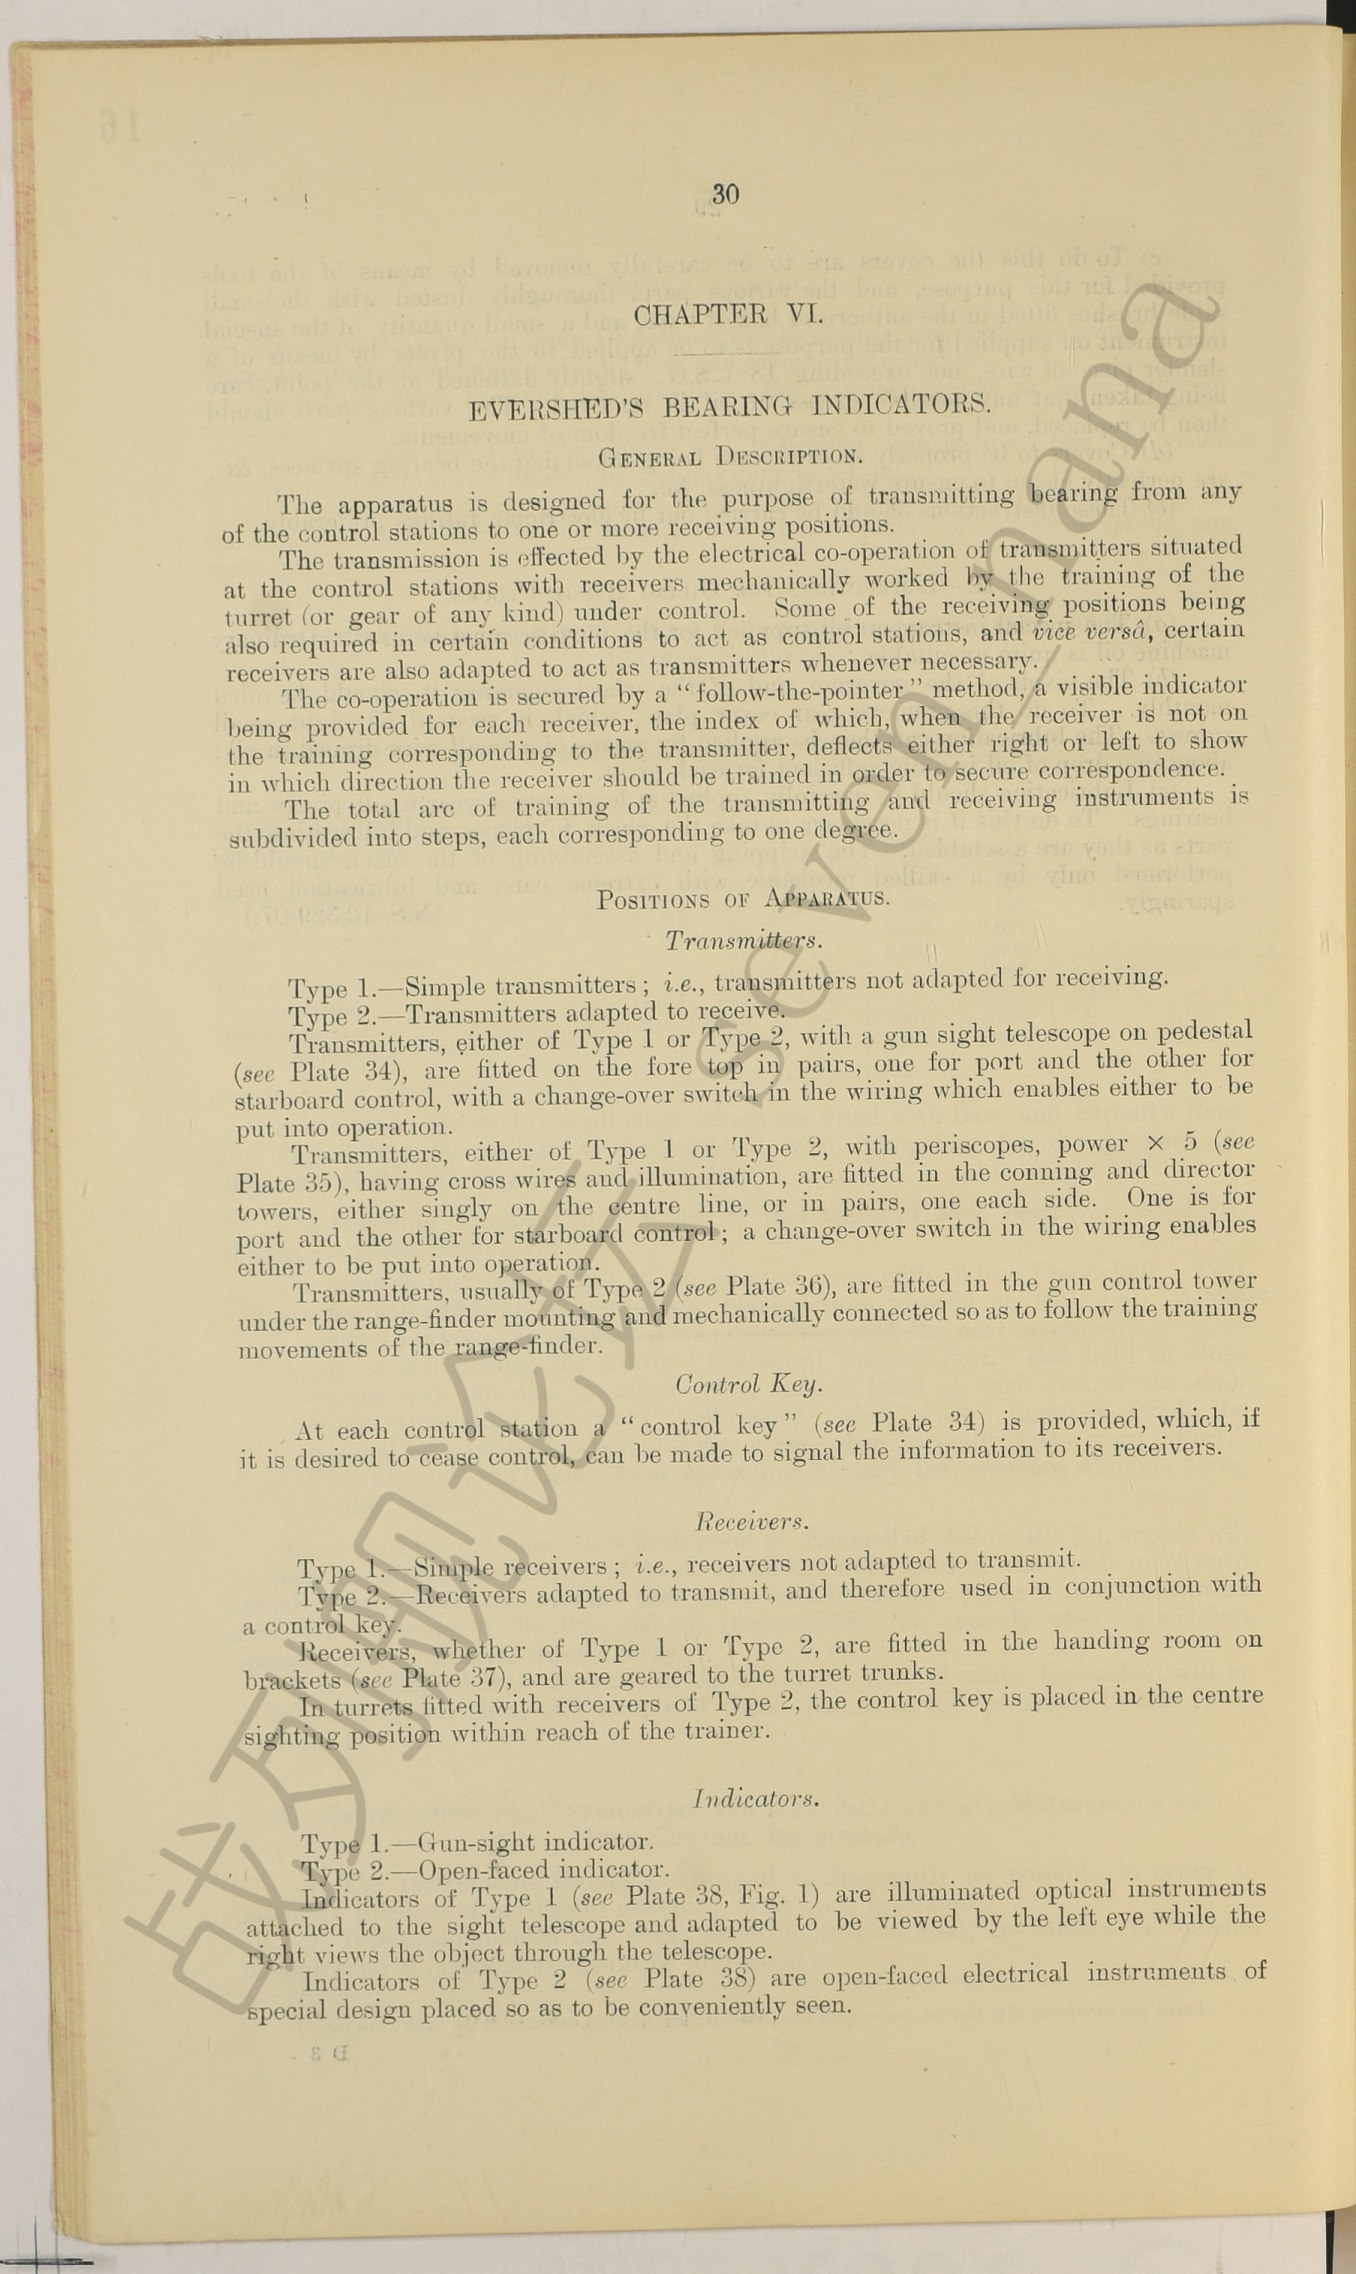 30
CHAPTER VI.
EVERSHED'S BEARING INDICATORS.
GENERAL DESCRIPTION.
The apparatus is designed for the purpose of transmitting bearing from any
of the control stations to one or more receiving positions.
The transmission is effected by the electrical co-operation of transmitters situated
at the control stations with receivers mechanically worked by the training of the
turret (or gear of any kind) under control. Some of the receiving positions being
also required in certain conditions to act as control stations, and vice versâ, certain
receivers are also adapted to act as transmitters whenever necessary.
The co-operation is secured by a "follow-the-pointer" method, a visible indicator
being provided for each receiver, the index of which, when the receiver is not on
the training corresponding to the transmitter, deflects either right or left to show
in which direction the receiver should be trained in order to secure correspondence.
The total arc of training of the transmitting and receiving instruments is
subdivided into steps, each corresponding to one degree.
POSITIONS OF APPARATUS.
Transmitters.
Type 1.—Simple transmitters; i.e., transmitters not adapted for receiving.
Type 2.—Transmitters adapted to receive.
Transmitters, either of Type 1 or Type 2, with a gun sight telescope on pedestal
(see Plate 34), are fitted on the fore top in pairs, one for port and the other for
starboard control, with a change-over switch in the wiring which enables either to be
put into operation.
Transmitters, either of Type 1 or Type 2, with periscopes, power × 5 (see
Plate 35), having cross wires and illumination, are fitted in the conning and director
towers, either singly on the centre line, or in pairs, one each side. One is for
port and the other for starboard control; a change-over switch in the wiring enables
either to be put into operation.
Transmitters, usually of Type 2 (see Plate 36), are fitted in the gun control tower
under the range-finder mounting and mechanically connected so as to follow the training
movements of the range-finder.
Control Key.
At each control station a "control key" (see Plate 34) is provided, which, if
it is desired to cease control, can be made to signal the information to its receivers.
Receivers.
Type 1.—Simple receivers; i.e., receivers not adapted to transmit.
Type 2.—Receivers adapted to transmit, and therefore used in conjunction with
a control key.
Receivers, whether of Type 1 or Type 2, are fitted in the handing room on
brackets (see Plate 37), and are geared to the turret trunks.
In turrets fitted with receivers of Type 2, the control key is placed in the centre
sighting position within reach of the trainer.
Indicators.
Type 1.—Gun-sight indicator.
Type 2.—Open-faced indicator.
Indicators of Type 1 (see Plate 38, Fig. 1) are illuminated optical instruments
attached to the sight telescope and adapted to be viewed by the left eye while the
right views the object through the telescope.
Indicators of Type 2 (see Plate 38) are open-faced electrical instruments of
special design placed so as to be conveniently seen.
战列舰论坛 seven_nana